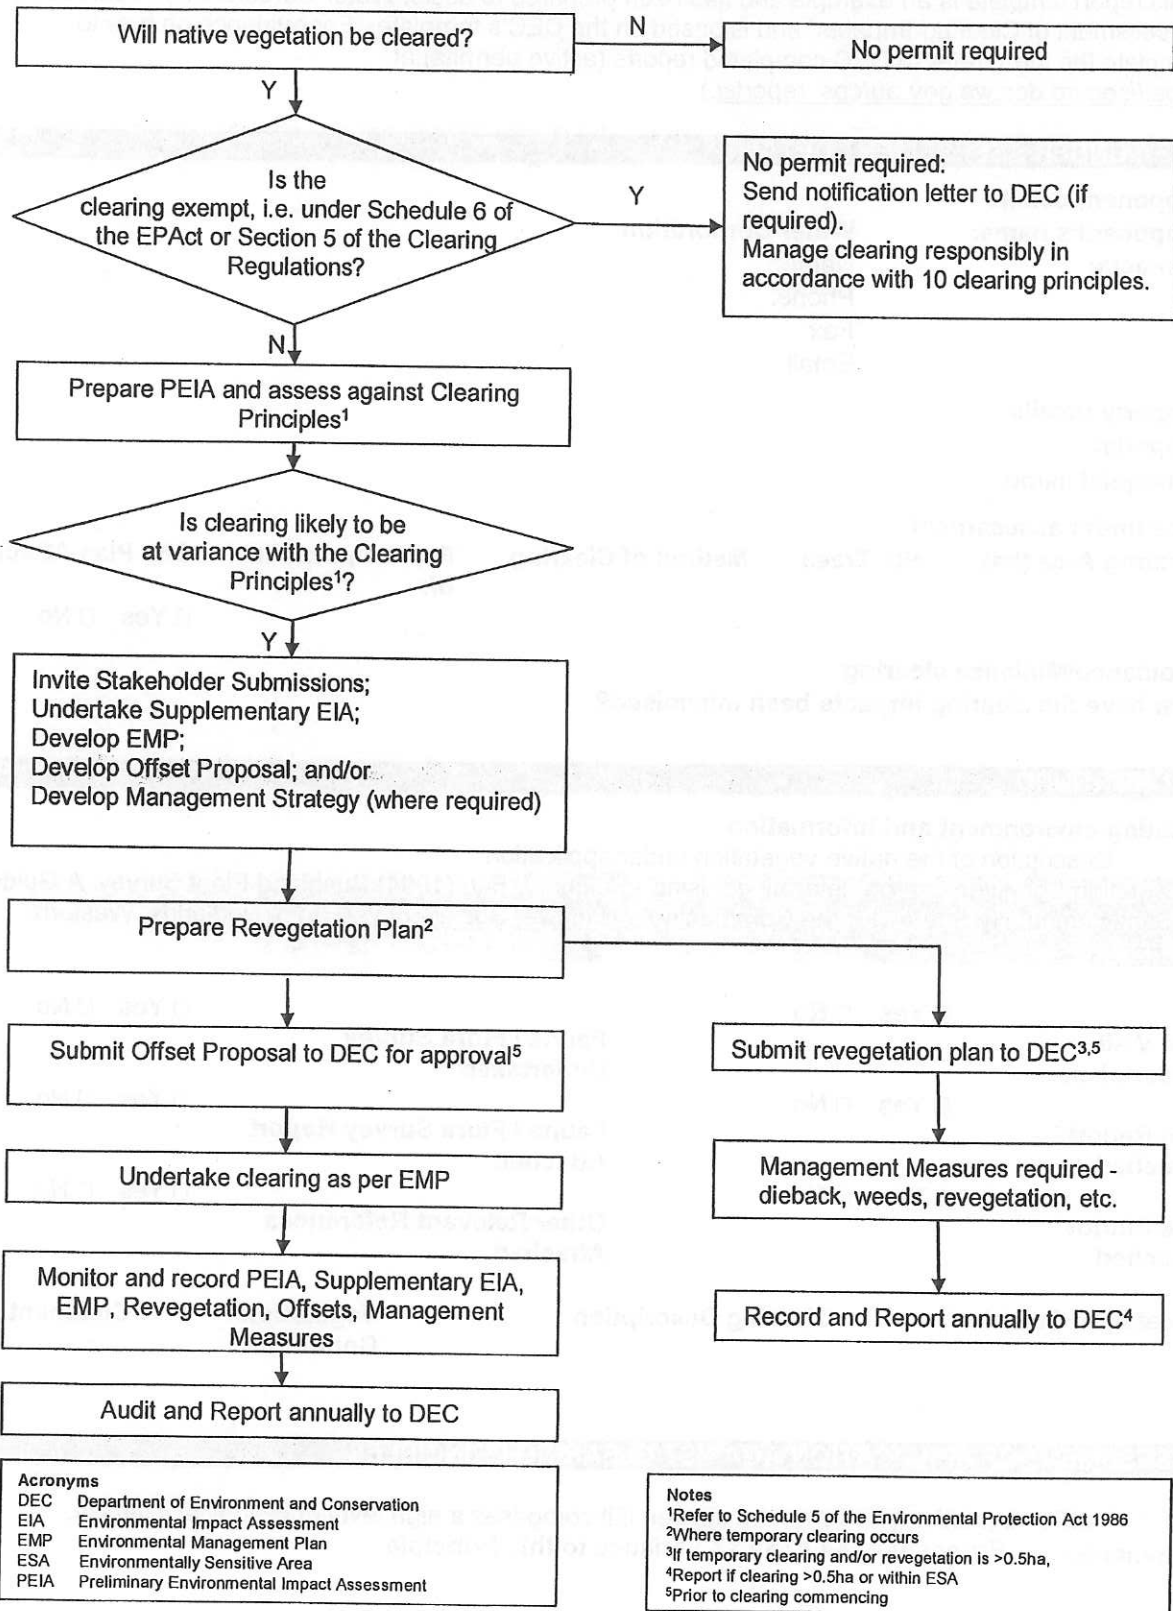 Will native vegetation be cleared?
N
No permit required
Y
Is the
clearing exempt, i.e. under Schedule 6 of
the EPAct or Section 5 of the Clearing
Regulations?
Y
No permit required:
Send notification letter to DEC (if
required).
Manage clearing responsibly in
accordance with 10 clearing principles.
N
Prepare PEIA and assess against Clearing
Principles¹
Is clearing likely to be
at variance with the Clearing
Principles¹?
Y
Invite Stakeholder Submissions;
Undertake Supplementary EIA;
Develop EMP;
Develop Offset Proposal; and/or
Develop Management Strategy (where required)
Prepare Revegetation Plan²
Submit Offset Proposal to DEC for approval⁵
Submit revegetation plan to DEC³,⁵
Undertake clearing as per EMP
Management Measures required -
dieback, weeds, revegetation, etc.
Monitor and record PEIA, Supplementary EIA,
EMP, Revegetation, Offsets, Management
Measures
Record and Report annually to DEC⁴
Audit and Report annually to DEC
Acronyms
DEC Department of Environment and Conservation
EIA Environmental Impact Assessment
EMP Environmental Management Plan
ESA Environmentally Sensitive Area
PEIA Preliminary Environmental Impact Assessment
Notes
¹Refer to Schedule 5 of the Environmental Protection Act 1986
²Where temporary clearing occurs
³If temporary clearing and/or revegetation is >0.5ha,
⁴Report if clearing >0.5ha or within ESA
⁵Prior to clearing commencing